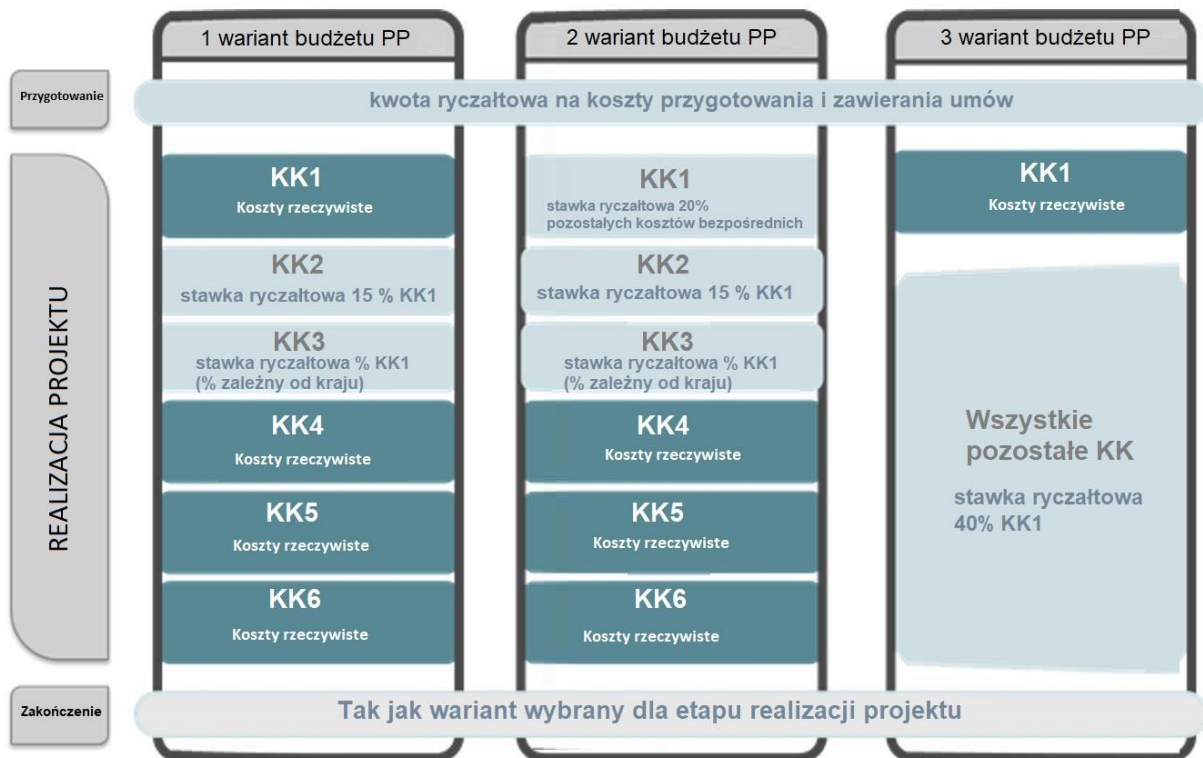 1 wariant budżetu PP
2 wariant budżetu PP
3 wariant budżetu PP
Przygotowanie
kwota ryczałtowa na koszty przygotowania i zawierania umów
REALIZACJA PROJEKTU
KK1
Koszty rzeczywiste
KK2
stawka ryczałtowa 15 % KK1
KK3
stawka ryczałtowa % KK1
(% zależny od kraju)
KK4
Koszty rzeczywiste
KK5
Koszty rzeczywiste
KK6
Koszty rzeczywiste
KK1
stawka ryczałtowa 20%
pozostałych kosztów bezpośrednich
KK2
stawka ryczałtowa 15 % KK1
KK3
stawka ryczałtowa % KK1
(% zależny od kraju)
KK4
Koszty rzeczywiste
KK5
Koszty rzeczywiste
KK6
Koszty rzeczywiste
KK1
Koszty rzeczywiste
Wszystkie
pozostałe KK
stawka ryczałtowa
40% KK1
Zakończenie
Tak jak wariant wybrany dla etapu realizacji projektu